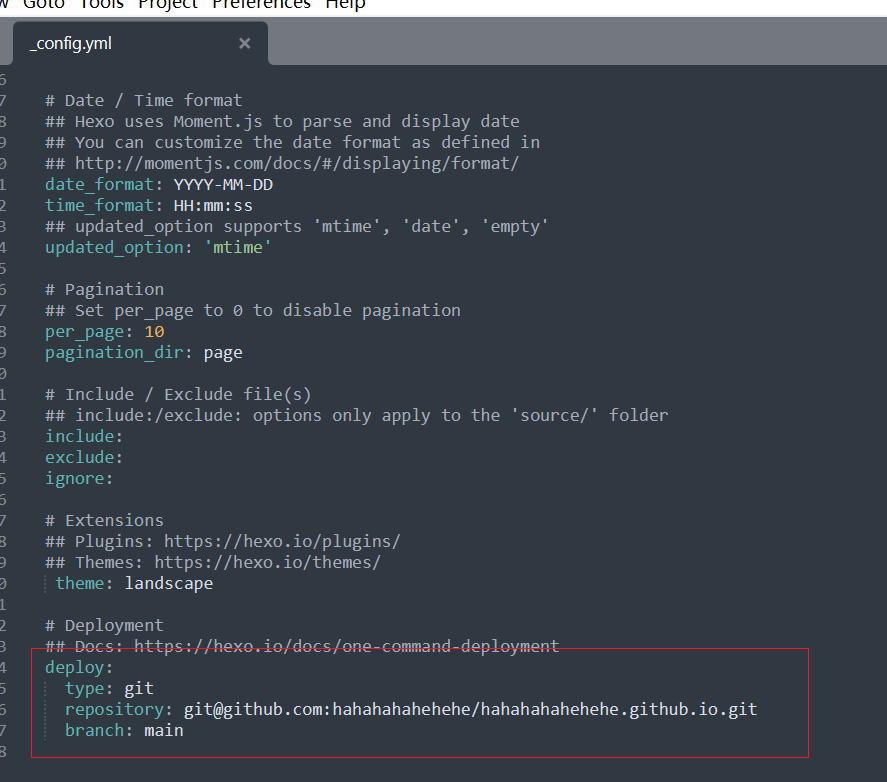 Goto Tools Project Preferences Help
_config.yml ×
6
7 # Date / Time format
8 ## Hexo uses Moment.js to parse and display date
9 ## You can customize the date format as defined in
0 ## http://momentjs.com/docs/#/displaying/format/
1 date_format: YYYY-MM-DD
2 time_format: HH:mm:ss
3 ## updated_option supports 'mtime', 'date', 'empty'
4 updated_option: 'mtime'
5
6 # Pagination
7 ## Set per_page to 0 to disable pagination
8 per_page: 10
9 pagination_dir: page
0
1 # Include / Exclude file(s)
2 ## include:/exclude: options only apply to the 'source/' folder
3 include:
4 exclude:
5 ignore:
6
7 # Extensions
8 ## Plugins: https://hexo.io/plugins/
9 ## Themes: https://hexo.io/themes/
0 theme: landscape
1
2 # Deployment
3 ## Docs: https://hexo.io/docs/one-command-deployment
4 deploy:
5 type: git
6 repository: git@github.com:hahahahahehehe/hahahahahehehe.github.io.git
7 branch: main
8